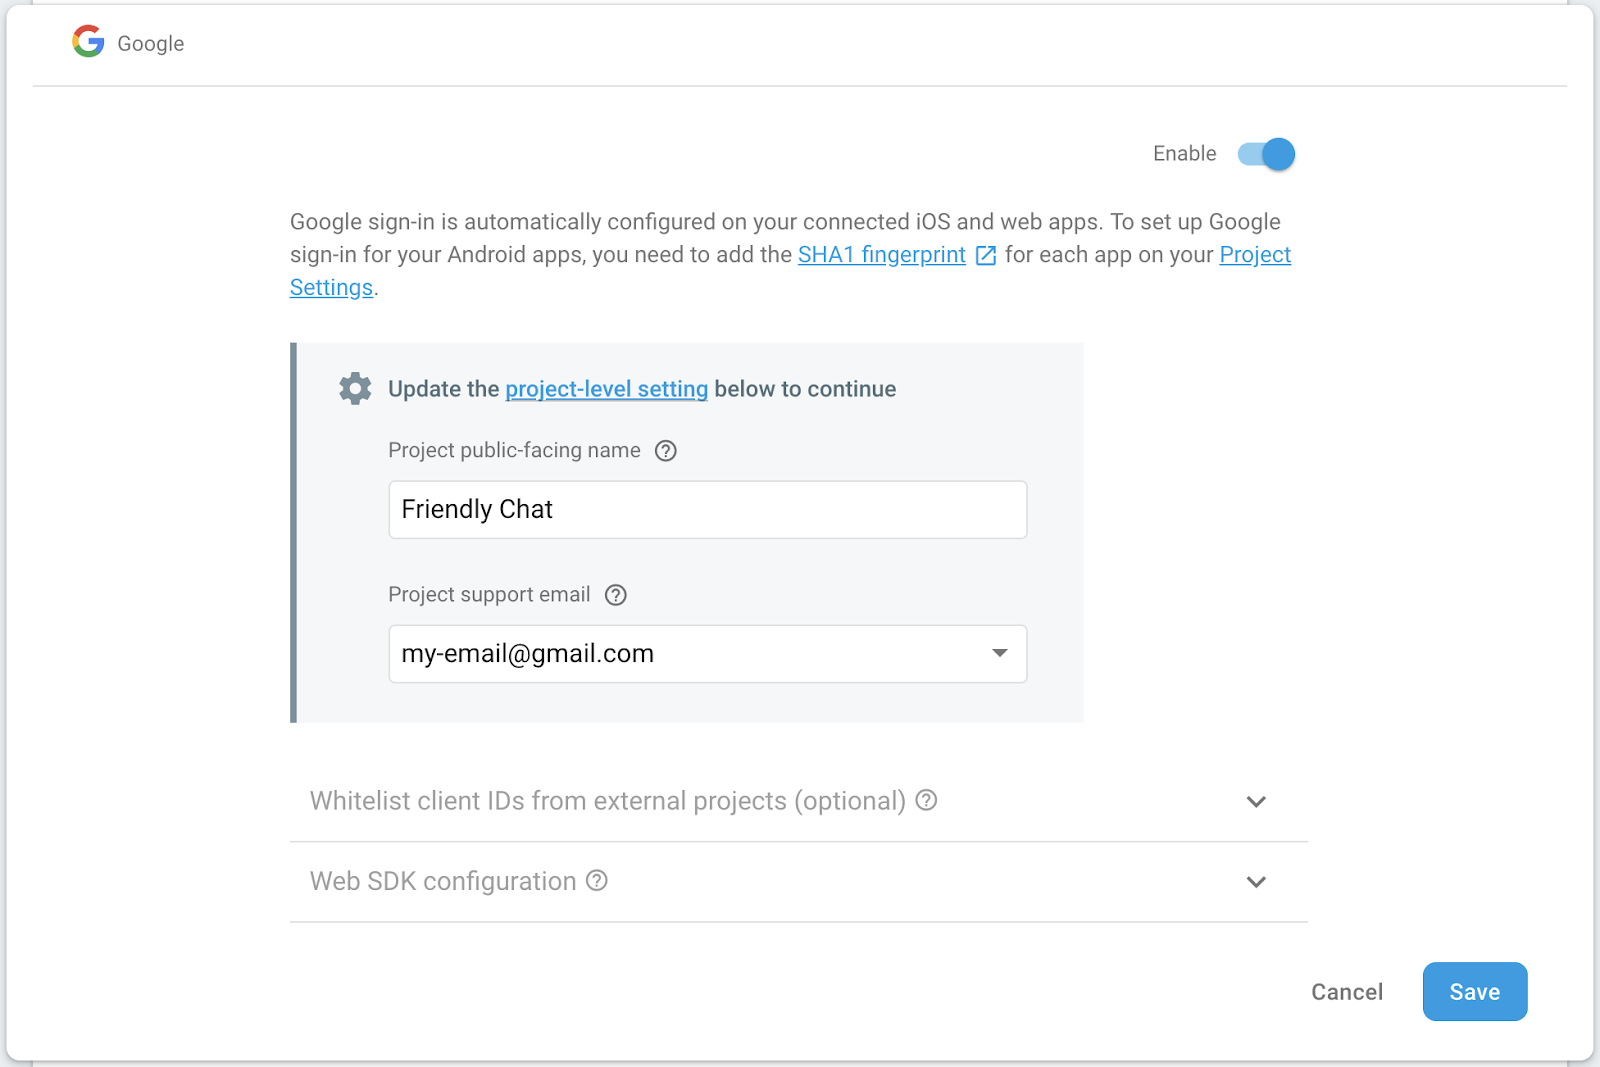 Google
Enable
Google sign-in is automatically configured on your connected iOS and web apps. To set up Google
sign-in for your Android apps, you need to add the SHA1 fingerprint for each app on your Project
Settings.
Update the project-level setting below to continue
Project public-facing name
Friendly Chat
Project support email
my-email@gmail.com
Whitelist client IDs from external projects (optional)
Web SDK configuration
Cancel Save